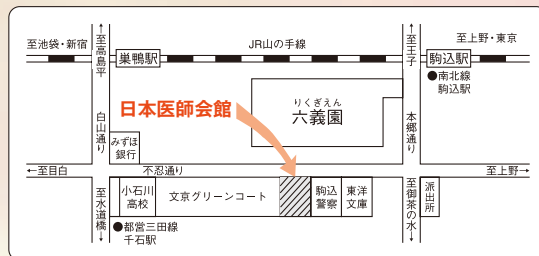 至池袋・新宿
←至高島平
JR山の手線
至王子→
至上野・東京
巣鴨駅
駒込駅
●南北線
駒込駅
りくぎえん
六義園
日本医師会館
白山通り
本郷通り
みずほ
銀行
←至目白
不忍通り
至上野→
至水道橋→
小石川
高校
文京グリーンコート
駒込
警察
東洋
文庫
至御茶の水→
派出所
●都営三田線
千石駅